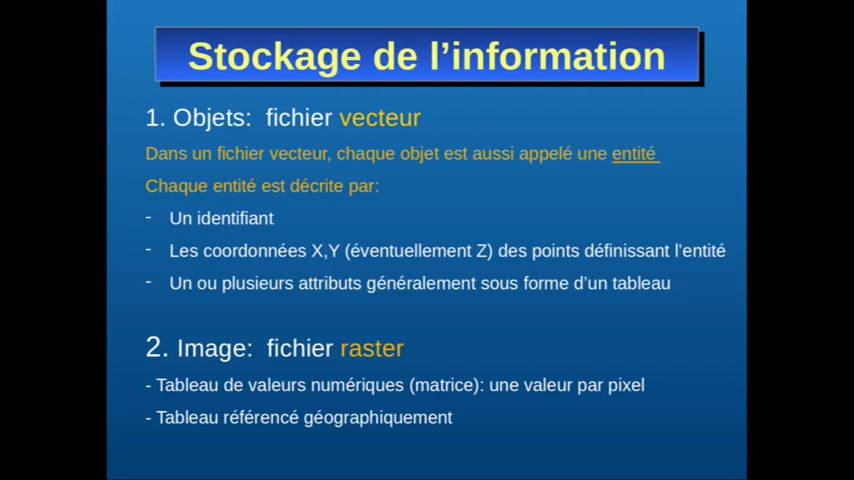 Stockage de l’information
1. Objets: fichier vecteur
Dans un fichier vecteur, chaque objet est aussi appelé une entité
Chaque entité est décrite par:
- Un identifiant
- Les coordonnées X,Y (éventuellement Z) des points définissant l’entité
- Un ou plusieurs attributs généralement sous forme d’un tableau
2. Image: fichier raster
- Tableau de valeurs numériques (matrice): une valeur par pixel
- Tableau référencé géographiquement